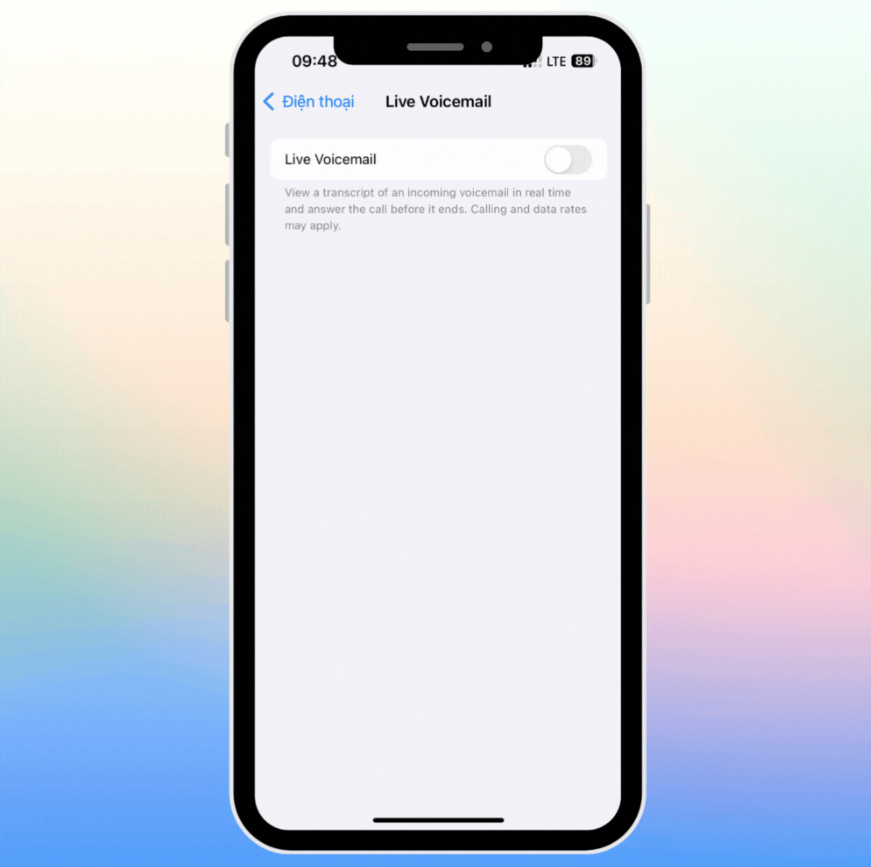 09:48 LTE 89
Điện thoại Live Voicemail
Live Voicemail
View a transcript of an incoming voicemail in real time
and answer the call before it ends. Calling and data rates
may apply.